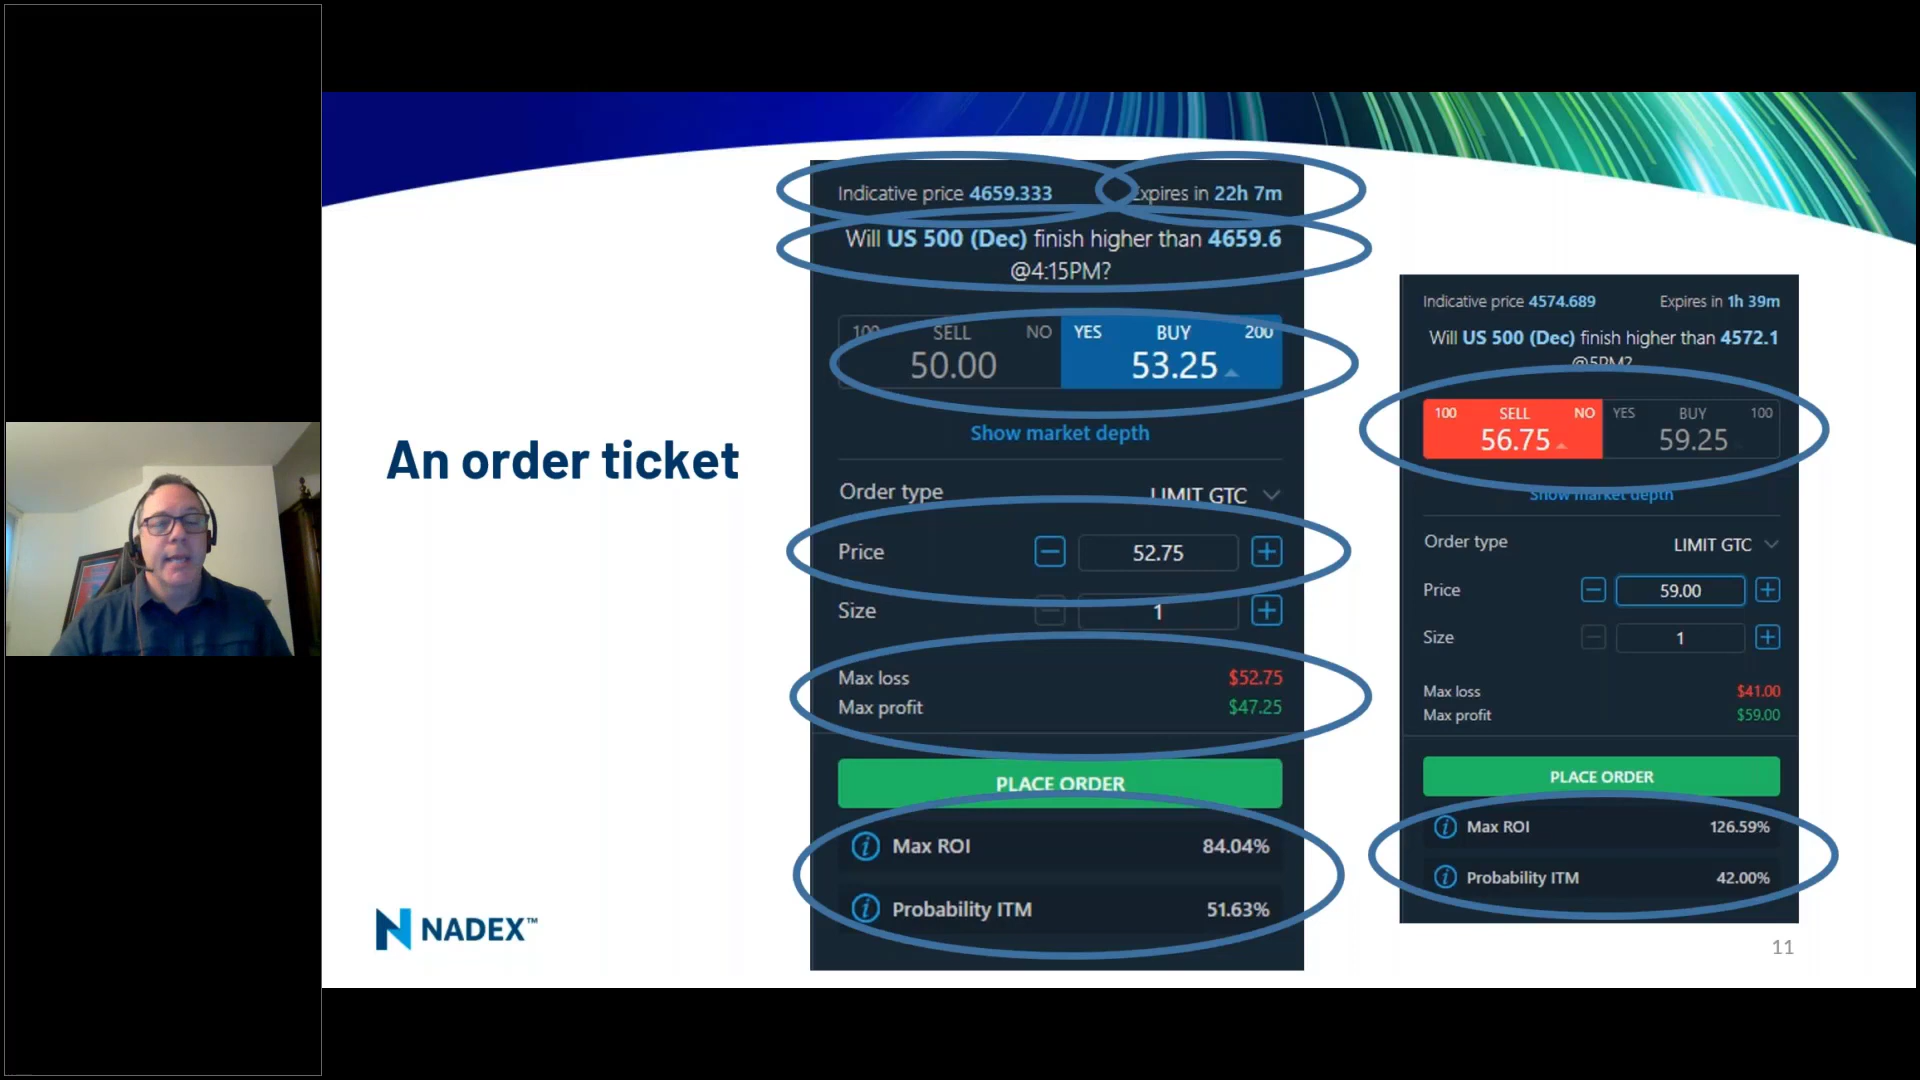 An order ticket
NADEX™
Indicative price 4659.333 Expires in 22h 7m
Will US 500 (Dec) finish higher than 4659.6
@4:15PM?
100 SELL NO YES BUY 200
50.00 53.25
Show market depth
Order type LIMIT GTC
Price 52.75
Size 1
Max loss $52.75
Max profit $47.25
PLACE ORDER
Max ROI 84.04%
Probability ITM 51.63%
Indicative price 4574.689 Expires in 1h 39m
Will US 500 (Dec) finish higher than 4572.1
@5PM?
100 SELL NO YES BUY 100
56.75 59.25
Show market depth
Order type LIMIT GTC
Price 59.00
Size 1
Max loss $41.00
Max profit $59.00
PLACE ORDER
Max ROI 126.59%
Probability ITM 42.00%
11